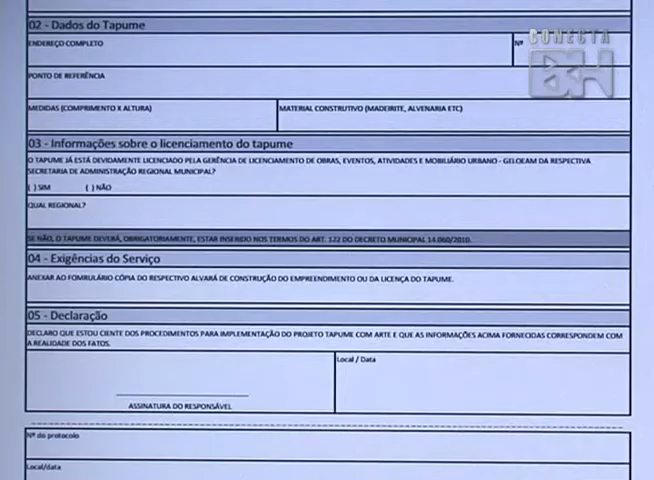 02 - Dados do Tapume
CONECTA
BH
ENDEREÇO COMPLETO
Nº
PONTO DE REFERÊNCIA
MEDIDAS (COMPRIMENTO X ALTURA)
MATERIAL CONSTRUTIVO (MADEIRITE, ALVENARIA ETC)
03 - Informações sobre o licenciamento do tapume
O TAPUME JÁ ESTÁ DEVIDAMENTE LICENCIADO PELA GERÊNCIA DE LICENCIAMENTO DE OBRAS, EVENTOS, ATIVIDADES E MOBILIÁRIO URBANO - GELOEAM DA RESPECTIVA
SECRETARIA DE ADMINISTRAÇÃO REGIONAL MUNICIPAL?
( ) SIM ( ) NÃO
QUAL REGIONAL?
SE NÃO, O TAPUME DEVERÁ, OBRIGATORIAMENTE, ESTAR INSERIDO NOS TERMOS DO ART. 122 DO DECRETO MUNICIPAL 14.060/2010.
04 - Exigências do Serviço
ANEXAR AO FOMRULÁRIO CÓPIA DO RESPECTIVO ALVARÁ DE CONSTRUÇÃO DO EMPREENDIMENTO OU DA LICENÇA DO TAPUME.
05 - Declaração
DECLARO QUE ESTOU CIENTE DOS PROCEDIMENTOS PARA IMPLEMENTAÇÃO DO PROJETO TAPUME COM ARTE E QUE AS INFORMAÇÕES ACIMA FORNECIDAS CORRESPONDEM COM
A REALIDADE DOS FATOS.
Local / Data
ASSINATURA DO RESPONSÁVEL
Nº do protocolo
Local/data